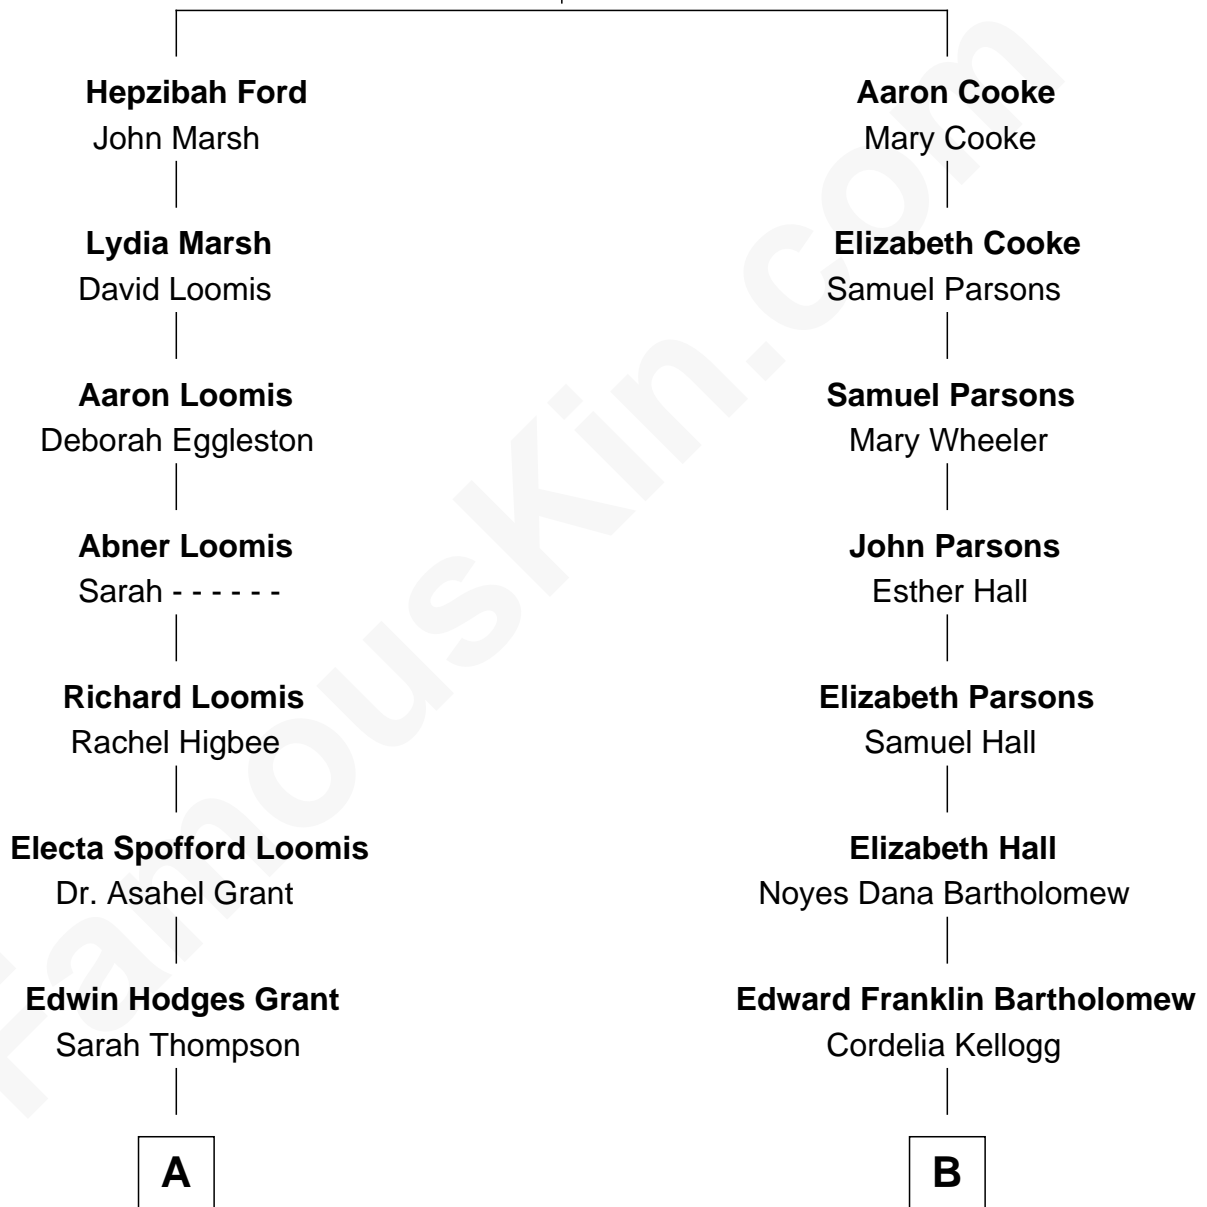 Hepzibah Ford
John Marsh
Lydia Marsh
David Loomis
Aaron Loomis
Deborah Eggleston
Abner Loomis
Sarah - - - - - -
Richard Loomis
Rachel Higbee
Electa Spofford Loomis
Dr. Asahel Grant
Edwin Hodges Grant
Sarah Thompson
A
Aaron Cooke
Mary Cooke
Elizabeth Cooke
Samuel Parsons
Samuel Parsons
Mary Wheeler
John Parsons
Esther Hall
Elizabeth Parsons
Samuel Hall
Elizabeth Hall
Noyes Dana Bartholomew
Edward Franklin Bartholomew
Cordelia Kellogg
B
FamousKin.com